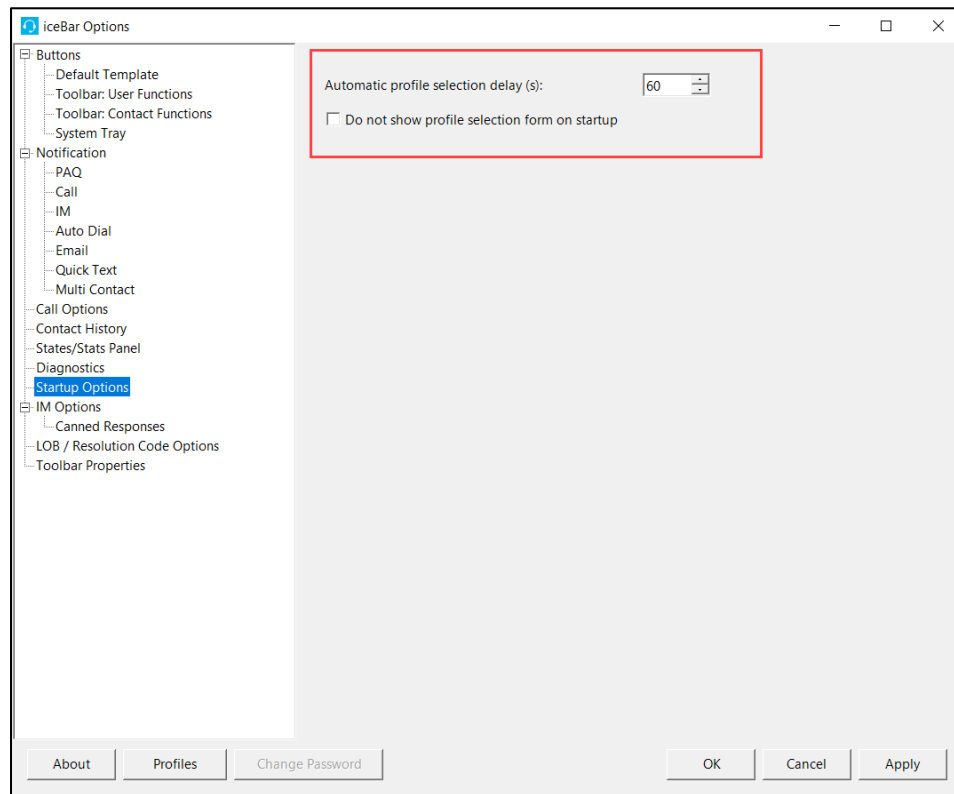 iceBar Options
Buttons
Default Template
Toolbar: User Functions
Toolbar: Contact Functions
System Tray
Notification
PAQ
Call
IM
Auto Dial
Email
Quick Text
Multi Contact
Call Options
Contact History
States/Stats Panel
Diagnostics
Startup Options
IM Options
Canned Responses
LOB / Resolution Code Options
Toolbar Properties
Automatic profile selection delay (s): 60
Do not show profile selection form on startup
About Profiles Change Password OK Cancel Apply